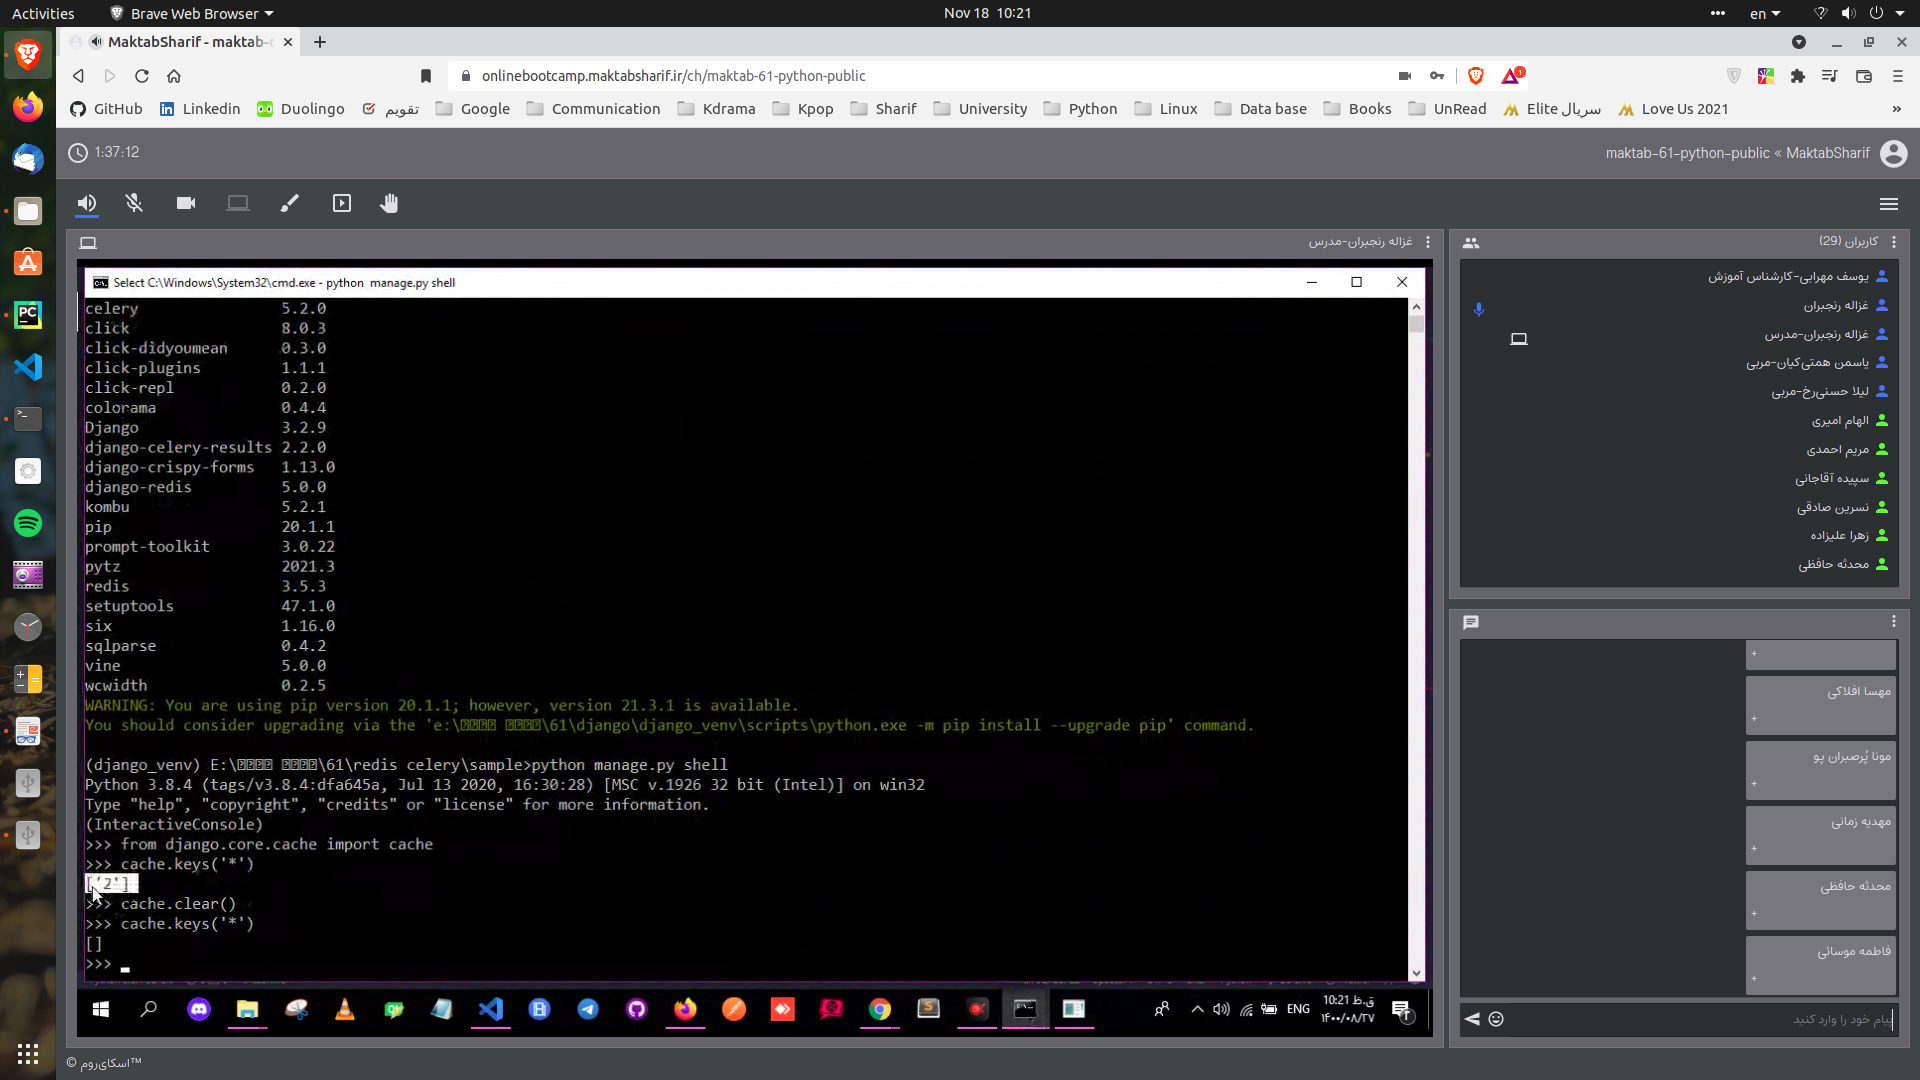 Activities
Brave Web Browser
Nov 18 10:21
en
MaktabSharif - maktab-6
onlinebootcamp.maktabsharif.ir/ch/maktab-61-python-public
1
GitHub
Linkedin
Duolingo
تقویم
Google
Communication
Kdrama
Kpop
Sharif
University
Python
Linux
Data base
Books
UnRead
سریال Elite
Love Us 2021
»
1:37:12
maktab-61-python-public « MaktabSharif
غزاله رنجبران-مدرس
Select C:\Windows\System32\cmd.exe - python  manage.py shell
celery 5.2.0
click 8.0.3
click-didyoumean 0.3.0
click-plugins 1.1.1
click-repl 0.2.0
colorama 0.4.4
Django 3.2.9
django-celery-results 2.2.0
django-crispy-forms 1.13.0
django-redis 5.0.0
kombu 5.2.1
pip 20.1.1
prompt-toolkit 3.0.22
pytz 2021.3
redis 3.5.3
setuptools 47.1.0
six 1.16.0
sqlparse 0.4.2
vine 5.0.0
wcwidth 0.2.5
WARNING: You are using pip version 20.1.1; however, version 21.3.1 is available.
You should consider upgrading via the 'e:\ \61\django\django_venv\scripts\python.exe -m pip install --upgrade pip' command.
(django_venv) E:\ \61\redis celery\sample>python manage.py shell
Python 3.8.4 (tags/v3.8.4:dfa645a, Jul 13 2020, 16:30:28) [MSC v.1926 32 bit (Intel)] on win32
Type "help", "copyright", "credits" or "license" for more information.
(InteractiveConsole)
>>> from django.core.cache import cache
>>> cache.keys('*')
['2']
>>> cache.clear()
>>> cache.keys('*')
[]
>>>
ENG
10:21 ق.ظ
۱۴۰۰/۰۸/۲۷
کاربران (29)
یوسف مهرابی-کارشناس آموزش
غزاله رنجبران
غزاله رنجبران-مدرس
یاسمن همتی‌کیان-مربی
لیلا حسنی‌رخ-مربی
الهام امیری
مریم احمدی
سپیده آقاجانی
نسرین صادقی
زهرا علیزاده
محدثه حافظی
+
مهسا افلاکی
+
مونا پُرصبران پو
+
مهدیه زمانی
+
محدثه حافظی
+
فاطمه موسائی
+
پیام خود را وارد کنید
© اسکای‌روم™